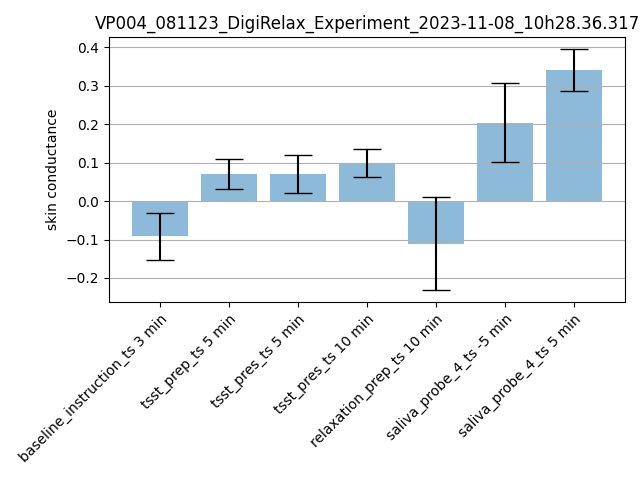 VP004_081123_DigiRelax_Experiment_2023-11-08_10h28.36.317
0.4
0.3
0.2
0.1
0.0
−0.1
−0.2
skin conductance
baseline_instruction_ts 3 min
tsst_prep_ts 5 min
tsst_pres_ts 5 min
tsst_pres_ts 10 min
relaxation_prep_ts 10 min
saliva_probe_4_ts -5 min
saliva_probe_4_ts 5 min